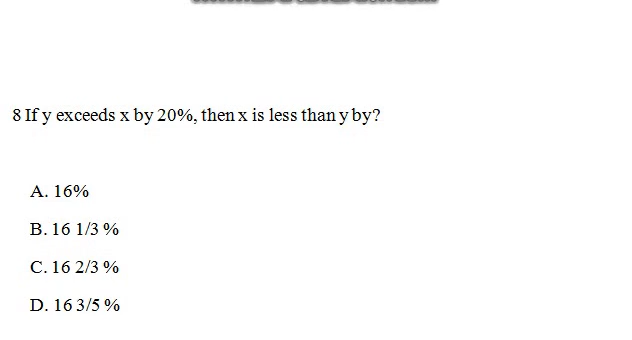 8 If y exceeds x by 20%, then x is less than y by?
A. 16%
B. 16 1/3 %
C. 16 2/3 %
D. 16 3/5 %